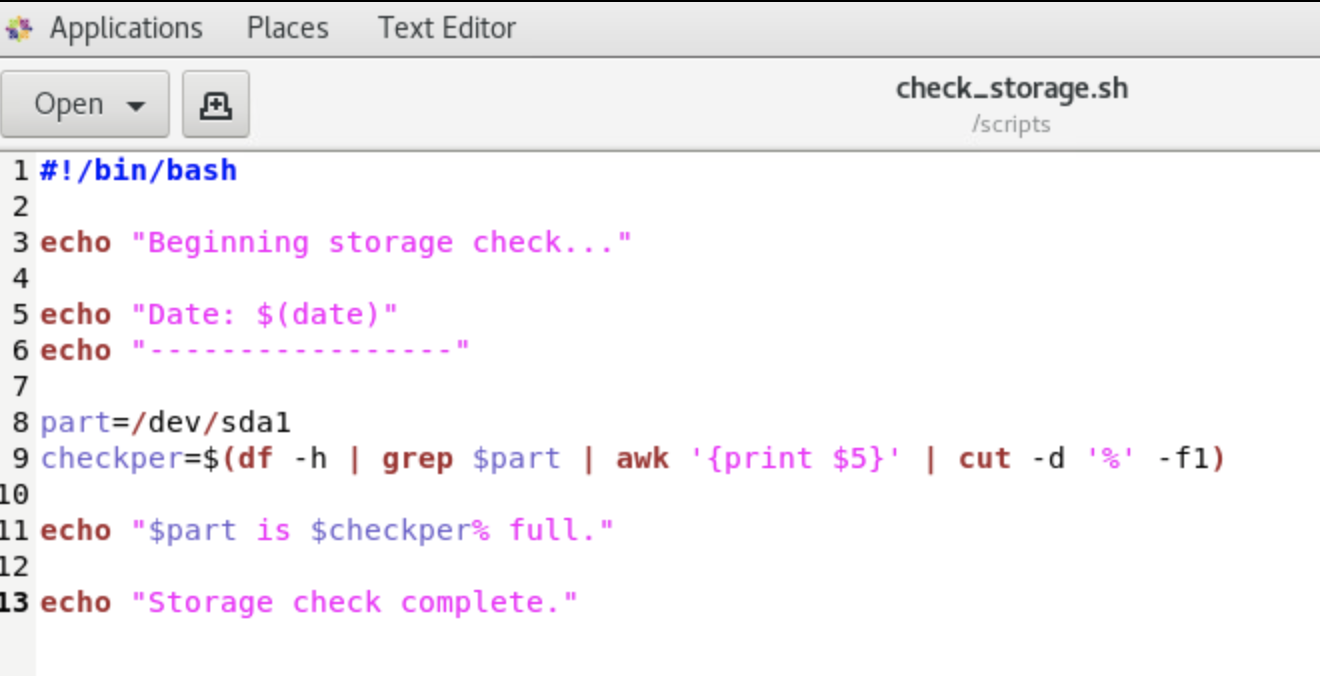 Applications Places Text Editor
Open
check_storage.sh
/scripts
1 #!/bin/bash
2
3 echo "Beginning storage check..."
4
5 echo "Date: $(date)"
6 echo "-----------------"
7
8 part=/dev/sda1
9 checkper=$(df -h | grep $part | awk '{print $5}' | cut -d '%' -f1)
10
11 echo "$part is $checkper% full."
12
13 echo "Storage check complete."